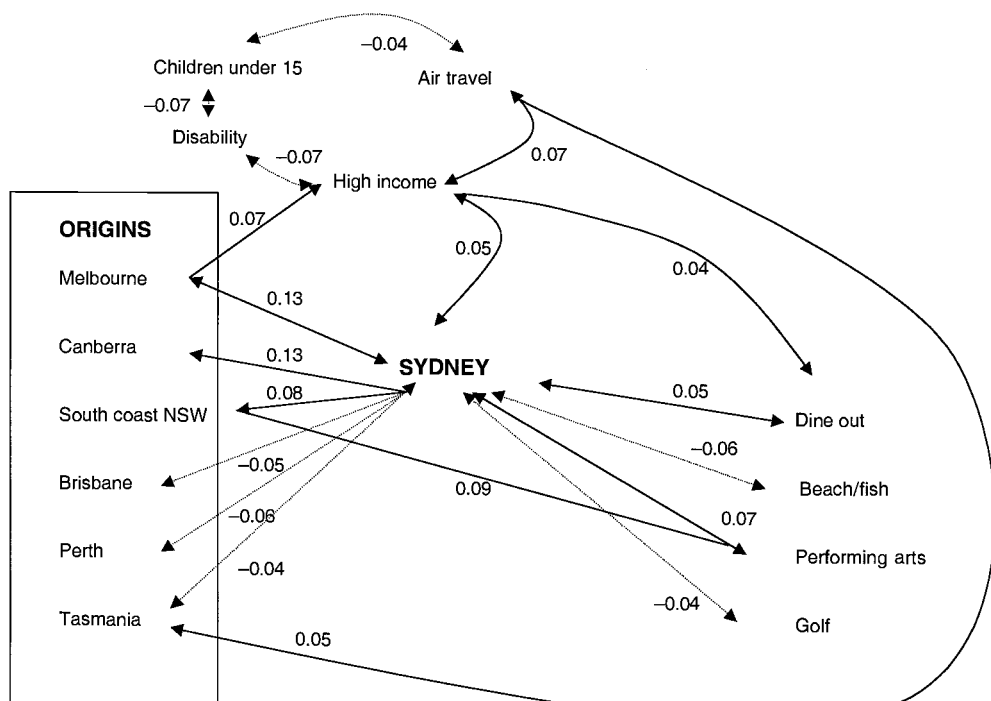 −0.04
Children under 15
Air travel
−0.07
Disability
−0.07
0.07
High income
0.07
ORIGINS
0.05
0.04
Melbourne
0.13
Canberra
0.13
SYDNEY
0.08
0.05
South coast NSW
Dine out
−0.05
−0.06
Brisbane
0.09
Beach/fish
−0.06
0.07
Perth
Performing arts
−0.04
−0.04
Tasmania
Golf
0.05